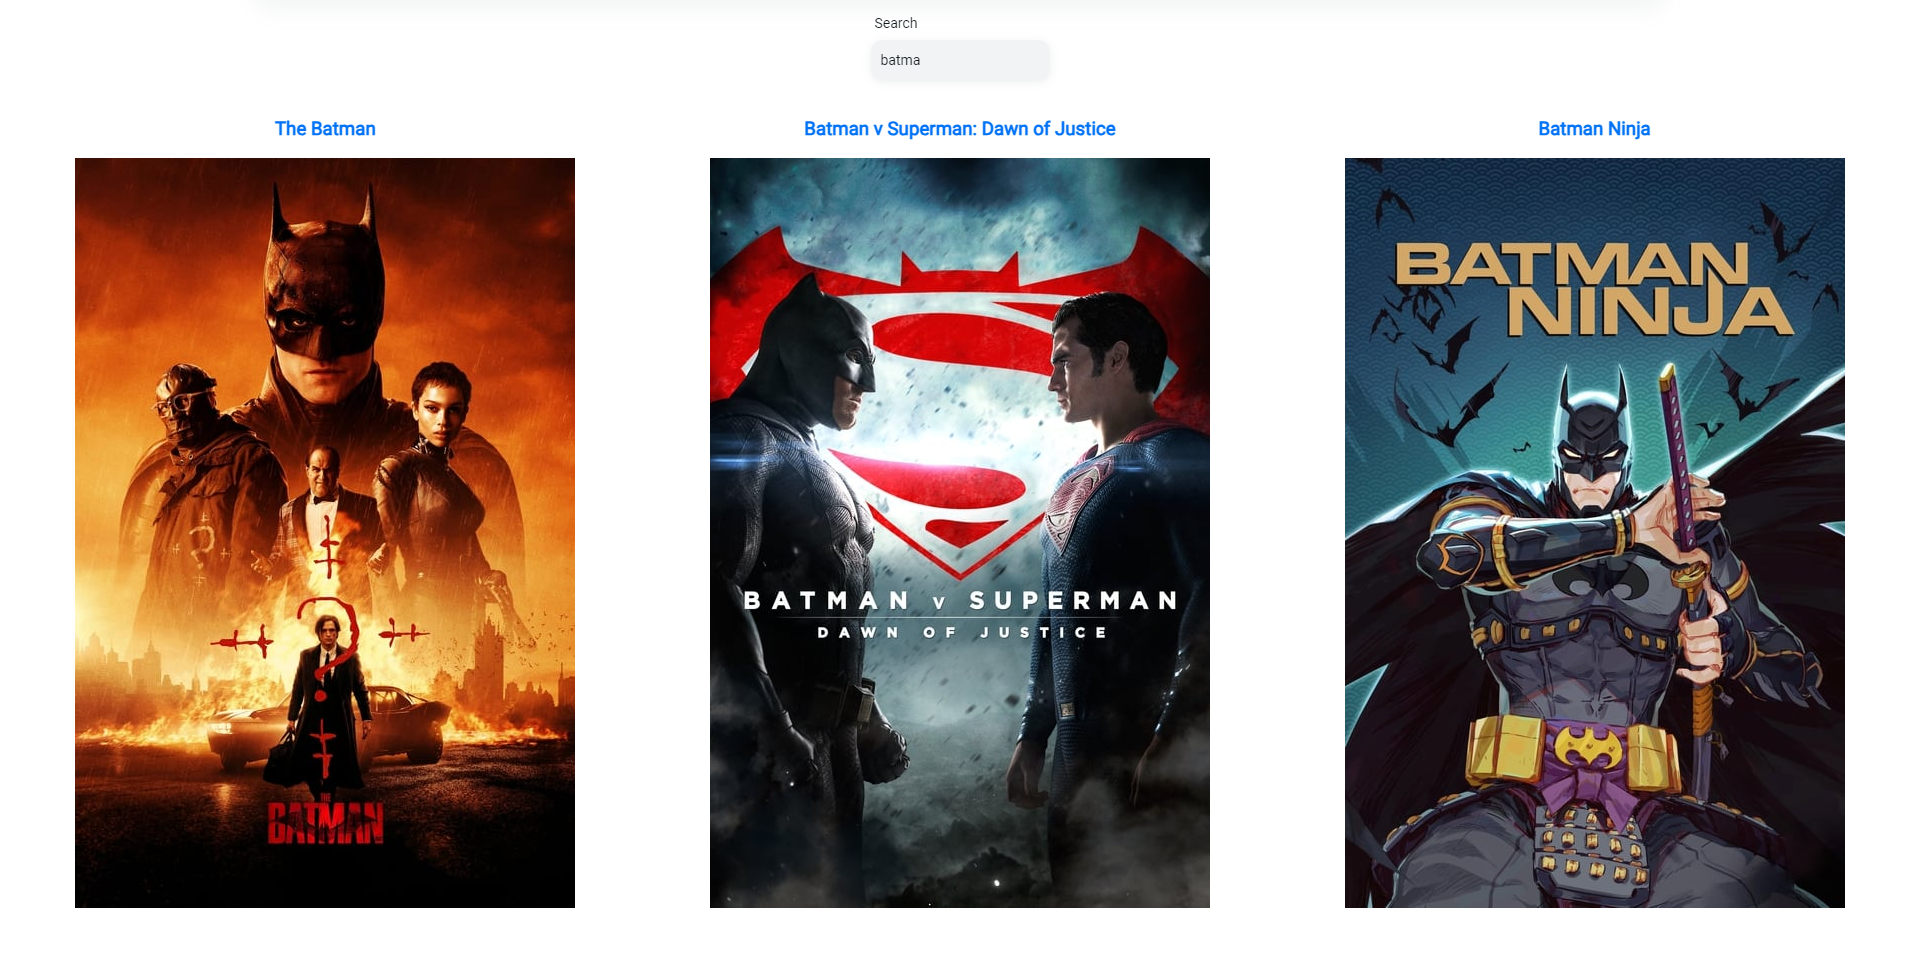 Search
batma
The Batman
Batman v Superman: Dawn of Justice
Batman Ninja
THE
BATMAN
BATMAN v SUPERMAN
DAWN OF JUSTICE
BATMAN
NINJA